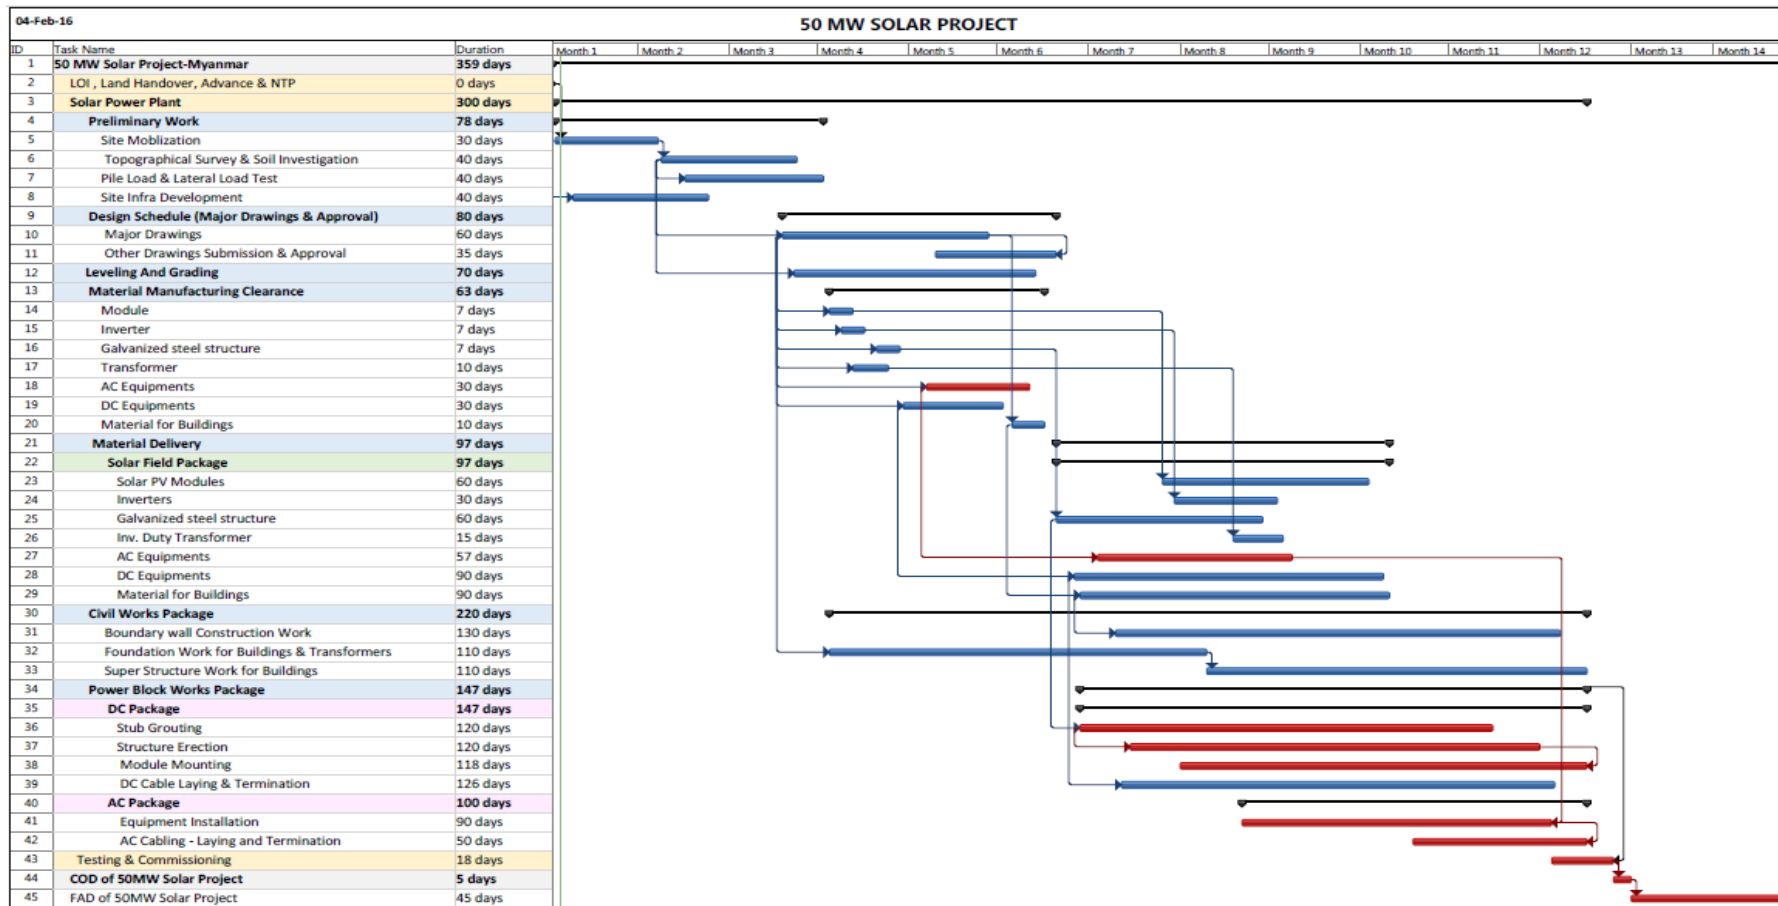 04-Feb-16
50 MW SOLAR PROJECT
ID Task Name Duration Month 1 Month 2 Month 3 Month 4 Month 5 Month 6 Month 7 Month 8 Month 9 Month 10 Month 11 Month 12 Month 13 Month 14
1 50 MW Solar Project-Myanmar 359 days
2 LOI , Land Handover, Advance & NTP 0 days
3 Solar Power Plant 300 days
4 Preliminary Work 78 days
5 Site Moblization 30 days
6 Topographical Survey & Soil Investigation 40 days
7 Pile Load & Lateral Load Test 40 days
8 Site Infra Development 40 days
9 Design Schedule (Major Drawings & Approval) 80 days
10 Major Drawings 60 days
11 Other Drawings Submission & Approval 35 days
12 Leveling And Grading 70 days
13 Material Manufacturing Clearance 63 days
14 Module 7 days
15 Inverter 7 days
16 Galvanized steel structure 7 days
17 Transformer 10 days
18 AC Equipments 30 days
19 DC Equipments 30 days
20 Material for Buildings 10 days
21 Material Delivery 97 days
22 Solar Field Package 97 days
23 Solar PV Modules 60 days
24 Inverters 30 days
25 Galvanized steel structure 60 days
26 Inv. Duty Transformer 15 days
27 AC Equipments 57 days
28 DC Equipments 90 days
29 Material for Buildings 90 days
30 Civil Works Package 220 days
31 Boundary wall Construction Work 130 days
32 Foundation Work for Buildings & Transformers 110 days
33 Super Structure Work for Buildings 110 days
34 Power Block Works Package 147 days
35 DC Package 147 days
36 Stub Grouting 120 days
37 Structure Erection 120 days
38 Module Mounting 118 days
39 DC Cable Laying & Termination 126 days
40 AC Package 100 days
41 Equipment Installation 90 days
42 AC Cabling - Laying and Termination 50 days
43 Testing & Commissioning 18 days
44 COD of 50MW Solar Project 5 days
45 FAD of 50MW Solar Project 45 days